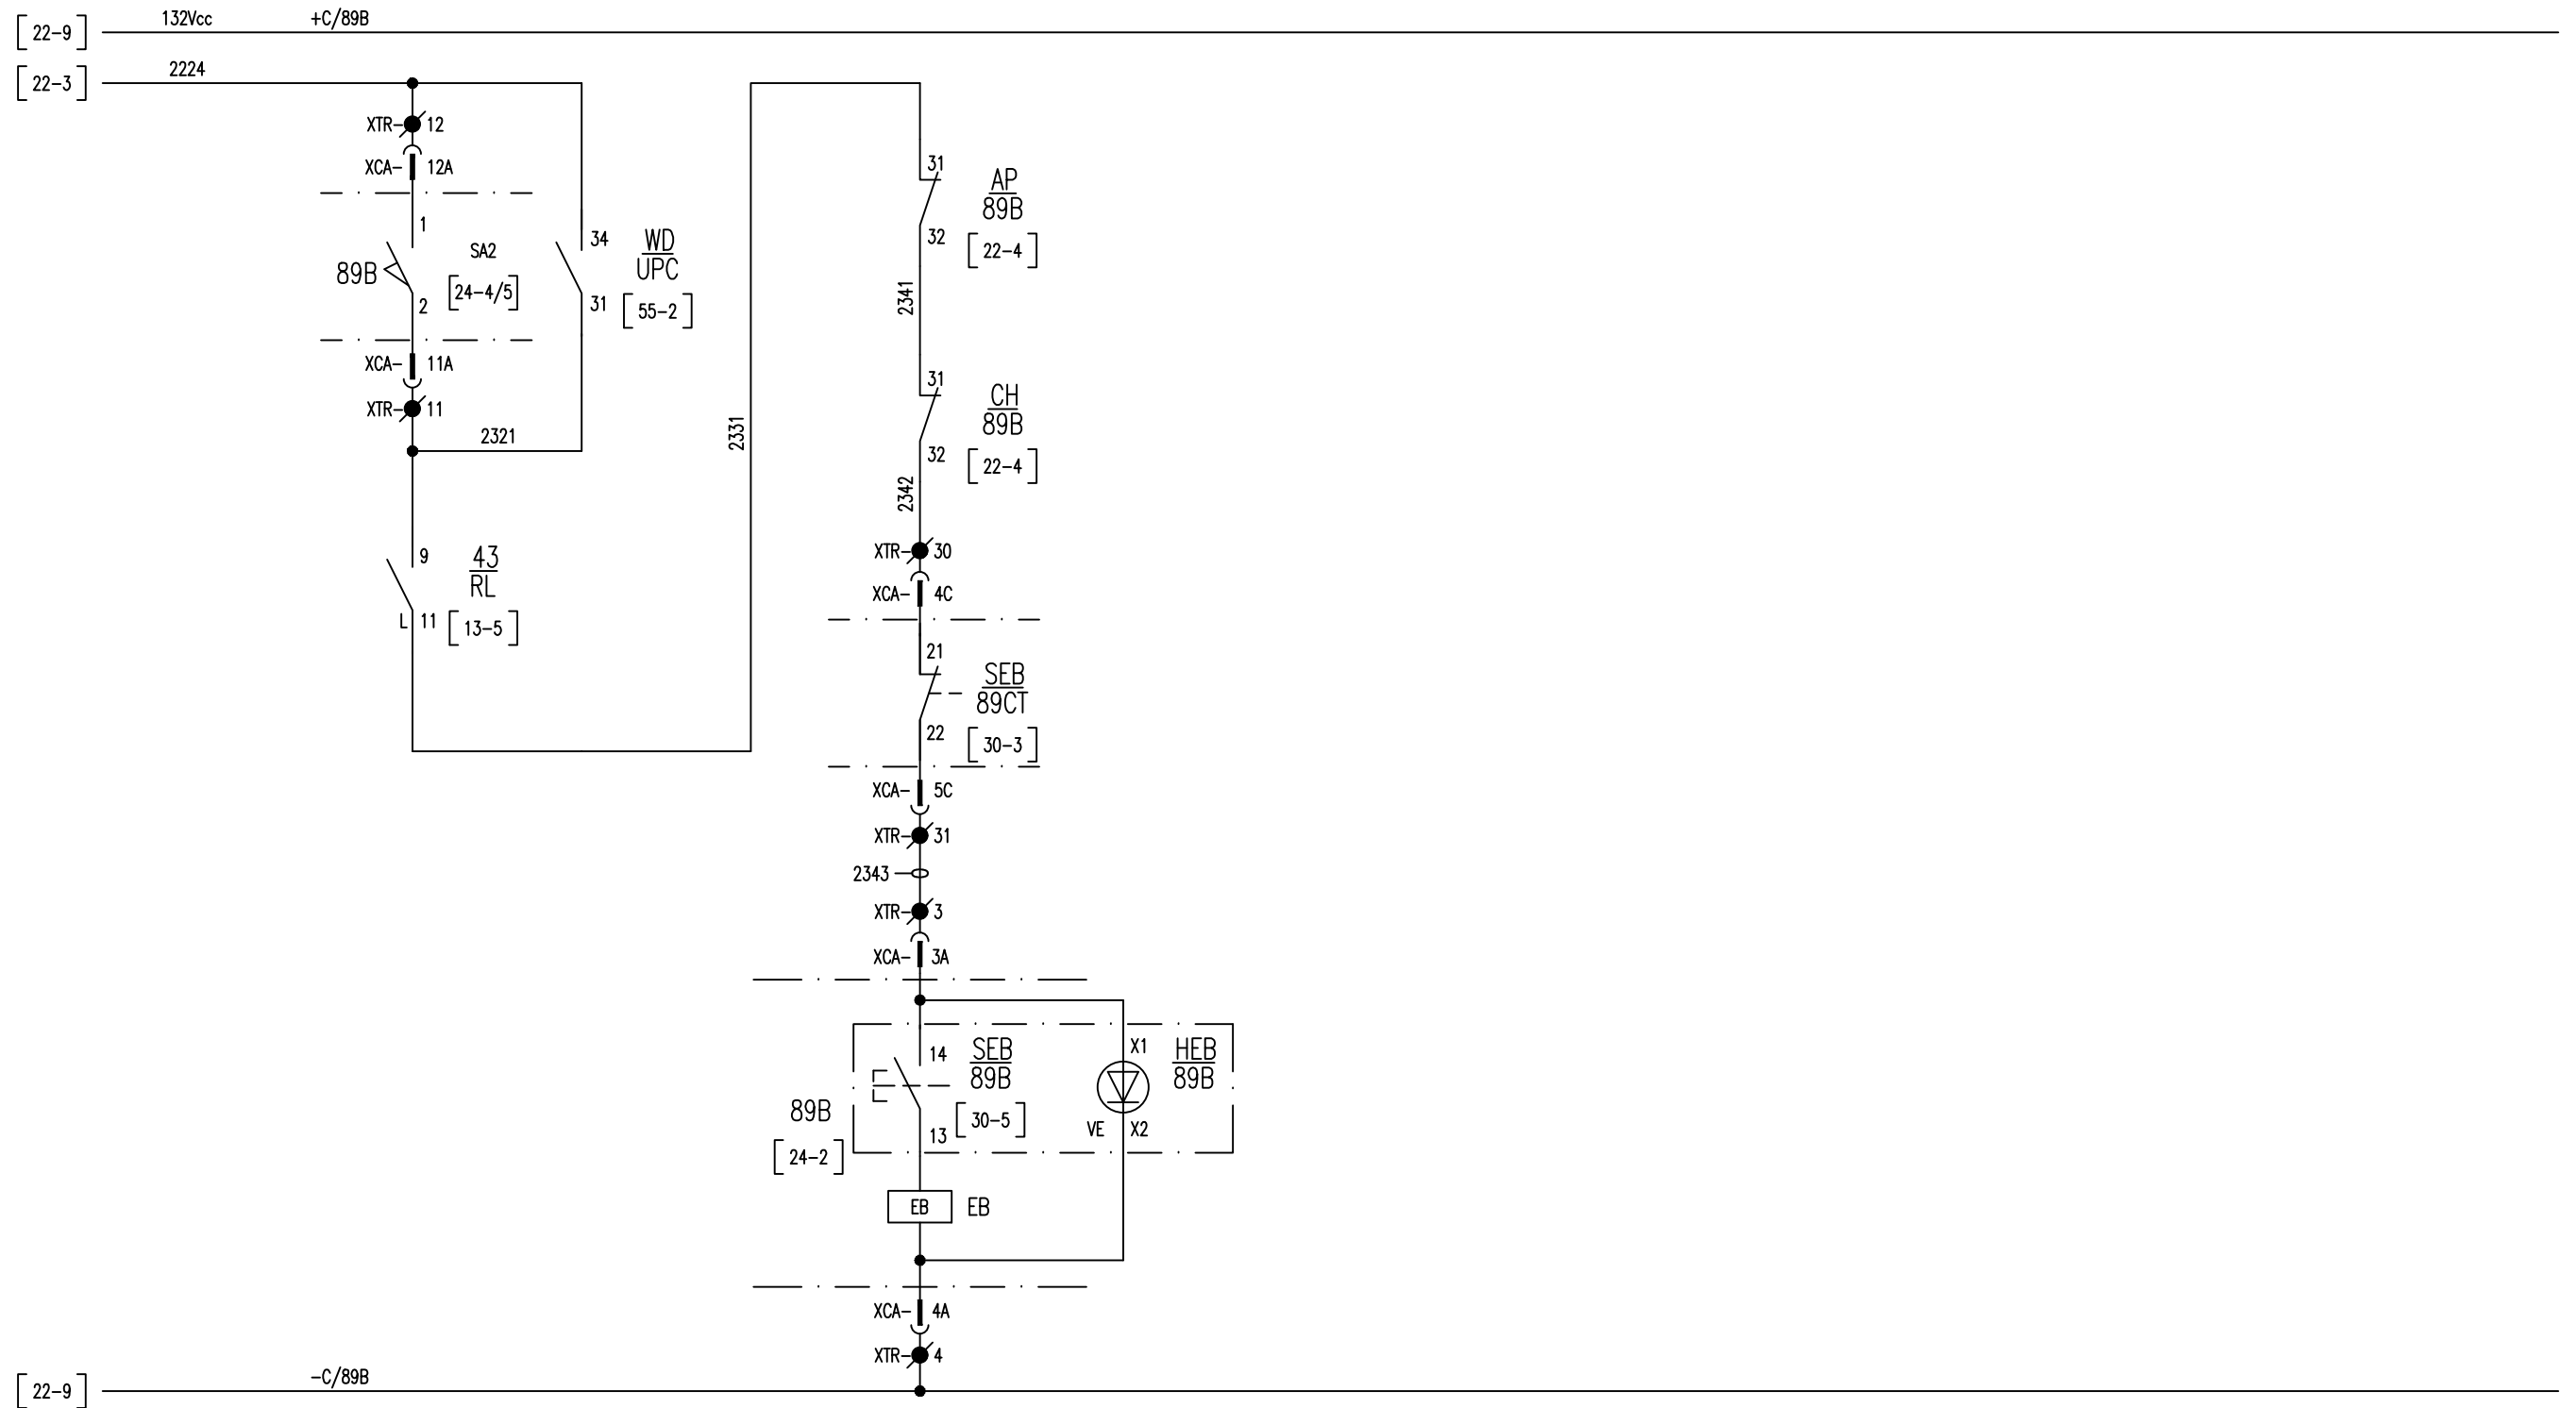 132Vcc
+C/89B
22-9
2224
22-3
XTR- 12
XCA- 12A
1
89B
SA2
24-4/5
2
34
WD
UPC
31
55-2
XCA- 11A
XTR- 11
2321
9
43
RL
L 11
13-5
2331
31
AP
89B
32
22-4
2341
31
CH
89B
32
22-4
2342
XTR- 30
XCA- 4C
21
SEB
89CT
22
30-3
XCA- 5C
XTR- 31
2343
XTR- 3
XCA- 3A
14
SEB
89B
30-5
13
X1
HEB
89B
VE X2
89B
24-2
EB EB
XCA- 4A
XTR- 4
-C/89B
22-9